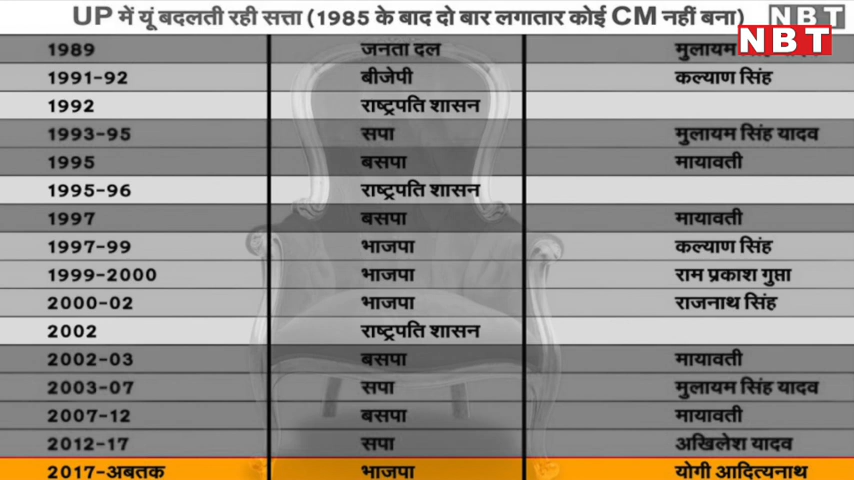 UP में यूं बदलती रही सत्ता (1985 के बाद दो बार लगातार कोई CM नहीं बना) NBT
NBT
1989 जनता दल मुलायम
1991-92 बीजेपी कल्याण सिंह
1992 राष्ट्रपति शासन
1993-95 सपा मुलायम सिंह यादव
1995 बसपा मायावती
1995-96 राष्ट्रपति शासन
1997 बसपा मायावती
1997-99 भाजपा कल्याण सिंह
1999-2000 भाजपा राम प्रकाश गुप्ता
2000-02 भाजपा राजनाथ सिंह
2002 राष्ट्रपति शासन
2002-03 बसपा मायावती
2003-07 सपा मुलायम सिंह यादव
2007-12 बसपा मायावती
2012-17 सपा अखिलेश यादव
2017-अबतक भाजपा योगी आदित्यनाथ